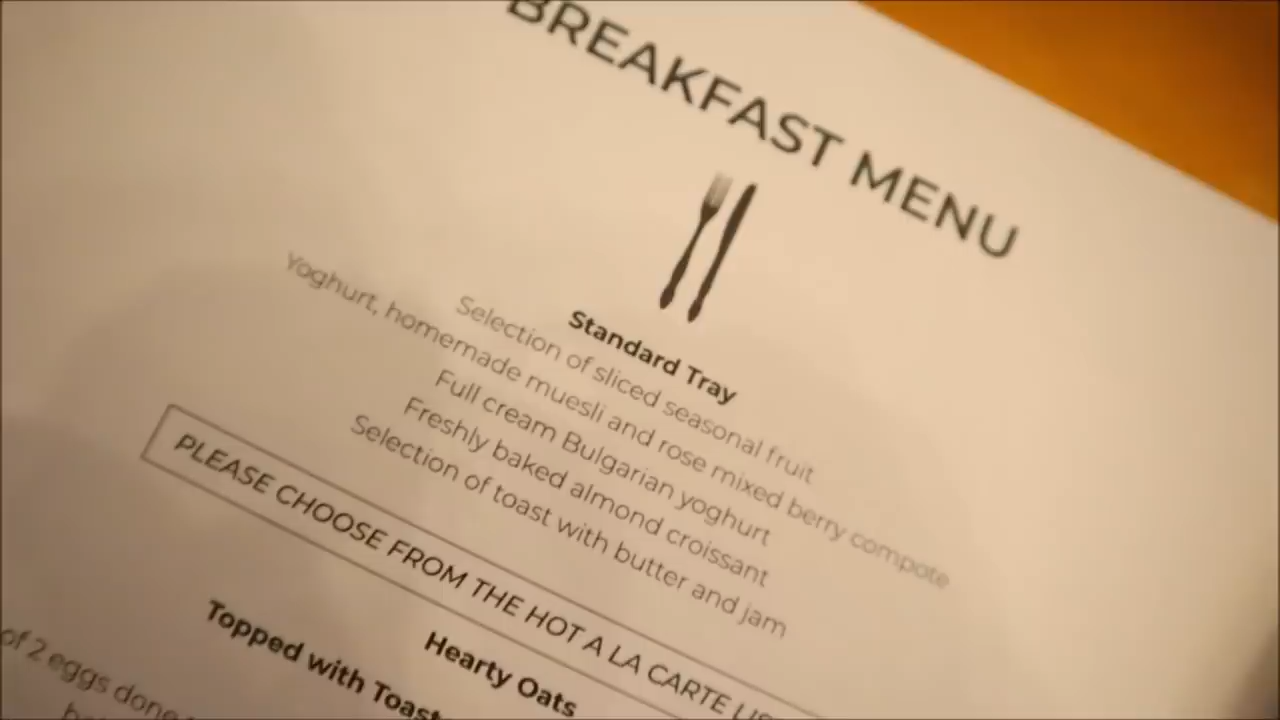 BREAKFAST MENU
Standard Tray
Selection of sliced seasonal fruit
Yoghurt, homemade muesli and rose mixed berry compote
Full cream Bulgarian yoghurt
Freshly baked almond croissant
Selection of toast with butter and jam
PLEASE CHOOSE FROM THE HOT A LA CARTE
Hearty Oats
Topped with
of 2 eggs done